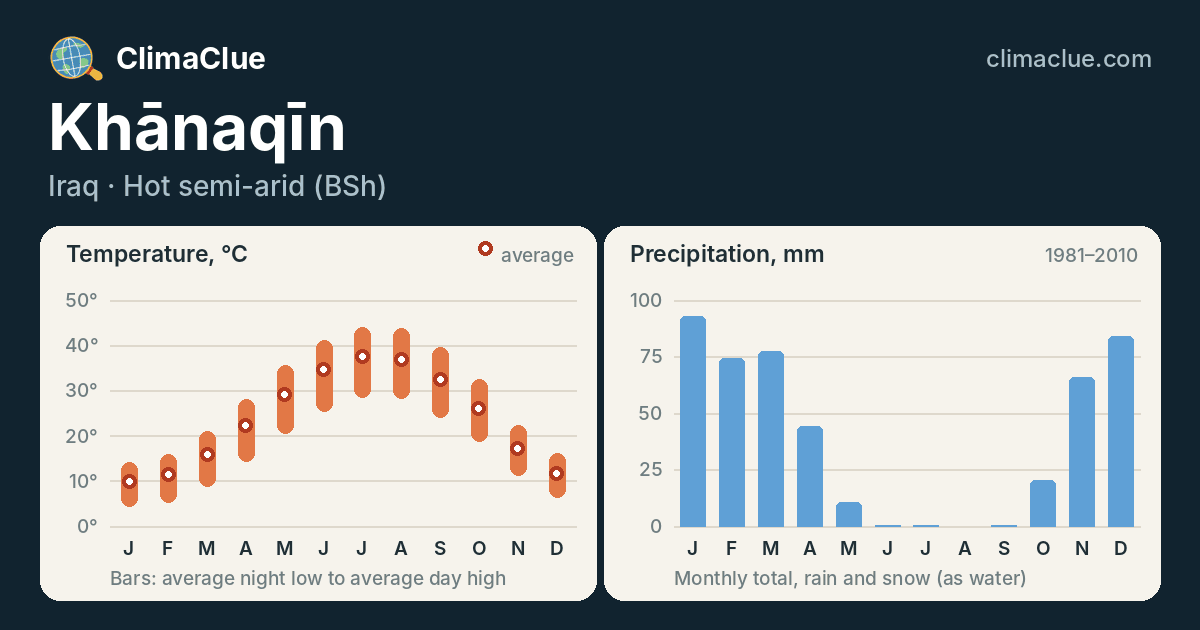 ClimaClue
climaclue.com
Khānaqīn
Iraq · Hot semi-arid (BSh)
Temperature, °C
average
50°
40°
30°
20°
10°
0°
J F M A M J J A S O N D
Bars: average night low to average day high
Precipitation, mm
1981–2010
100
75
50
25
0
J F M A M J J A S O N D
Monthly total, rain and snow (as water)